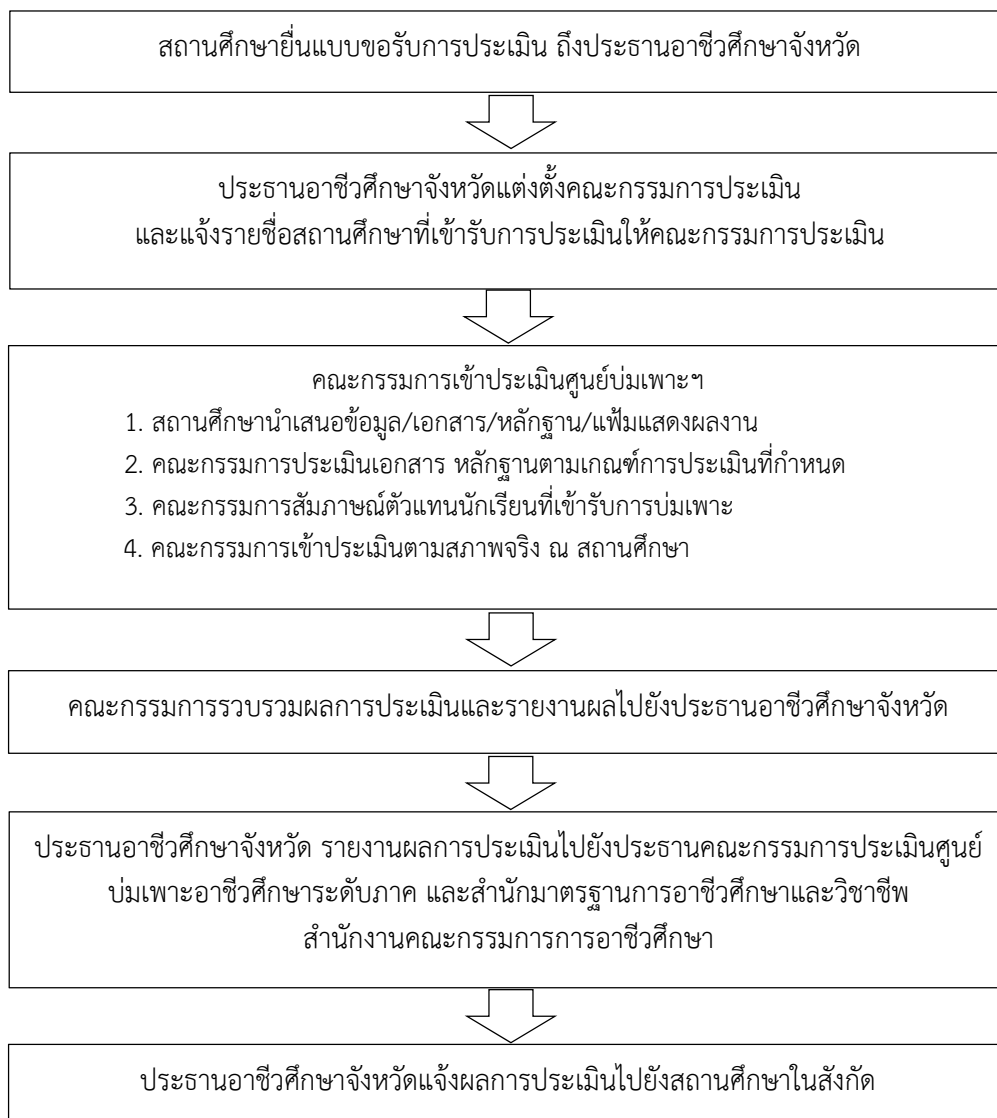 สถานศึกษายื่นแบบขอรับการประเมิน ถึงประธานอาชีวศึกษาจังหวัด
ประธานอาชีวศึกษาจังหวัดแต่งตั้งคณะกรรมการประเมิน
และแจ้งรายชื่อสถานศึกษาที่เข้ารับการประเมินให้คณะกรรมการประเมิน
คณะกรรมการเข้าประเมินศูนย์บ่มเพาะฯ
1. สถานศึกษานำเสนอข้อมูล/เอกสาร/หลักฐาน/แฟ้มแสดงผลงาน
2. คณะกรรมการประเมินเอกสาร หลักฐานตามเกณฑ์การประเมินที่กำหนด
3. คณะกรรมการสัมภาษณ์ตัวแทนนักเรียนที่เข้ารับการบ่มเพาะ
4. คณะกรรมการเข้าประเมินตามสภาพจริง ณ สถานศึกษา
คณะกรรมการรวบรวมผลการประเมินและรายงานผลไปยังประธานอาชีวศึกษาจังหวัด
ประธานอาชีวศึกษาจังหวัด รายงานผลการประเมินไปยังประธานคณะกรรมการประเมินศูนย์
บ่มเพาะอาชีวศึกษาระดับภาค และสำนักมาตรฐานการอาชีวศึกษาและวิชาชีพ
สำนักงานคณะกรรมการการอาชีวศึกษา
ประธานอาชีวศึกษาจังหวัดแจ้งผลการประเมินไปยังสถานศึกษาในสังกัด